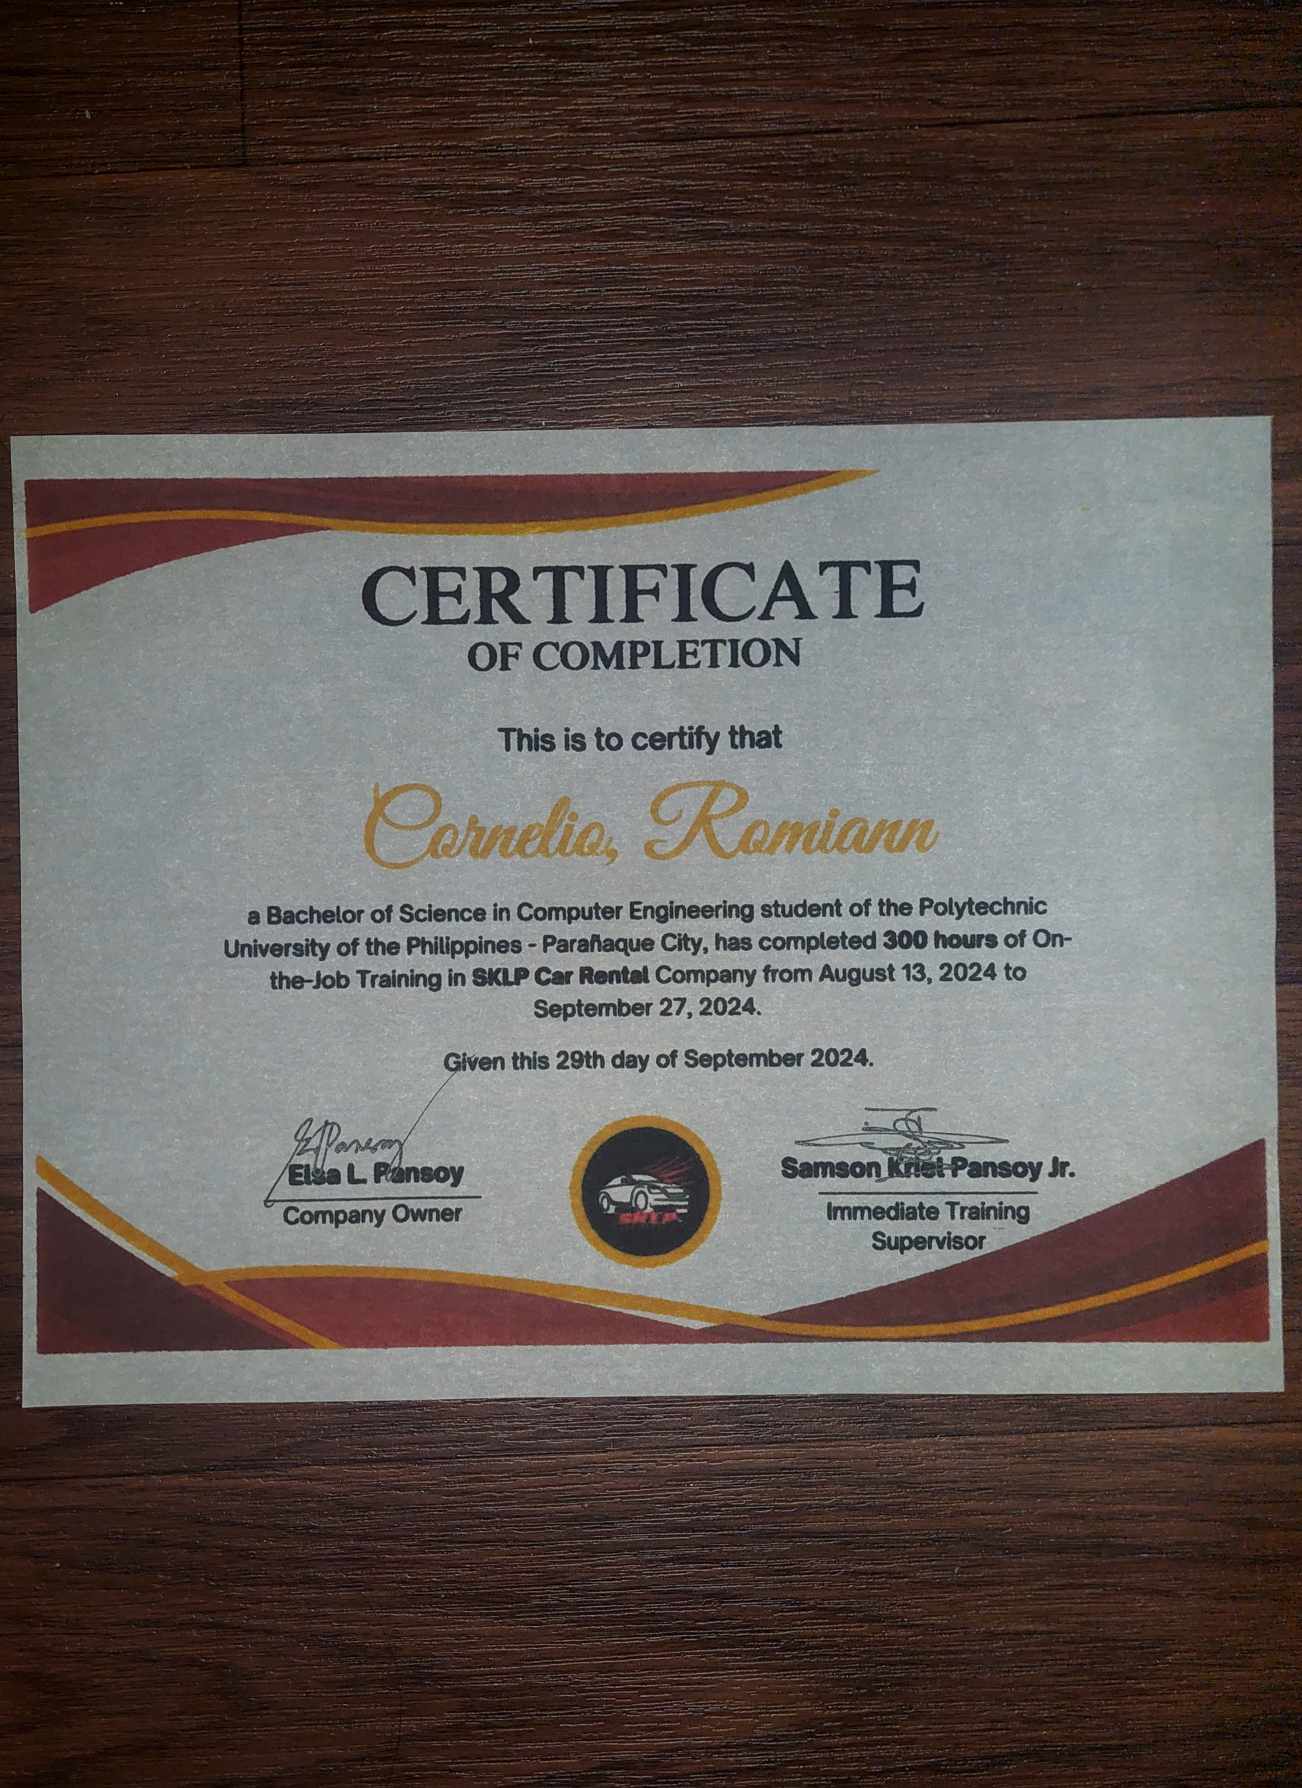 CERTIFICATE
OF COMPLETION
This is to certify that
Cornelio, Romiann
a Bachelor of Science in Computer Engineering student of the Polytechnic
University of the Philippines - Parañaque City, has completed 300 hours of On-
the-Job Training in SKLP Car Rental Company from August 13, 2024 to
September 27, 2024.
Given this 29th day of September 2024.
Elsa L. Pansoy
Company Owner
SKLP
Samson Kriel Pansoy Jr.
Immediate Training
Supervisor